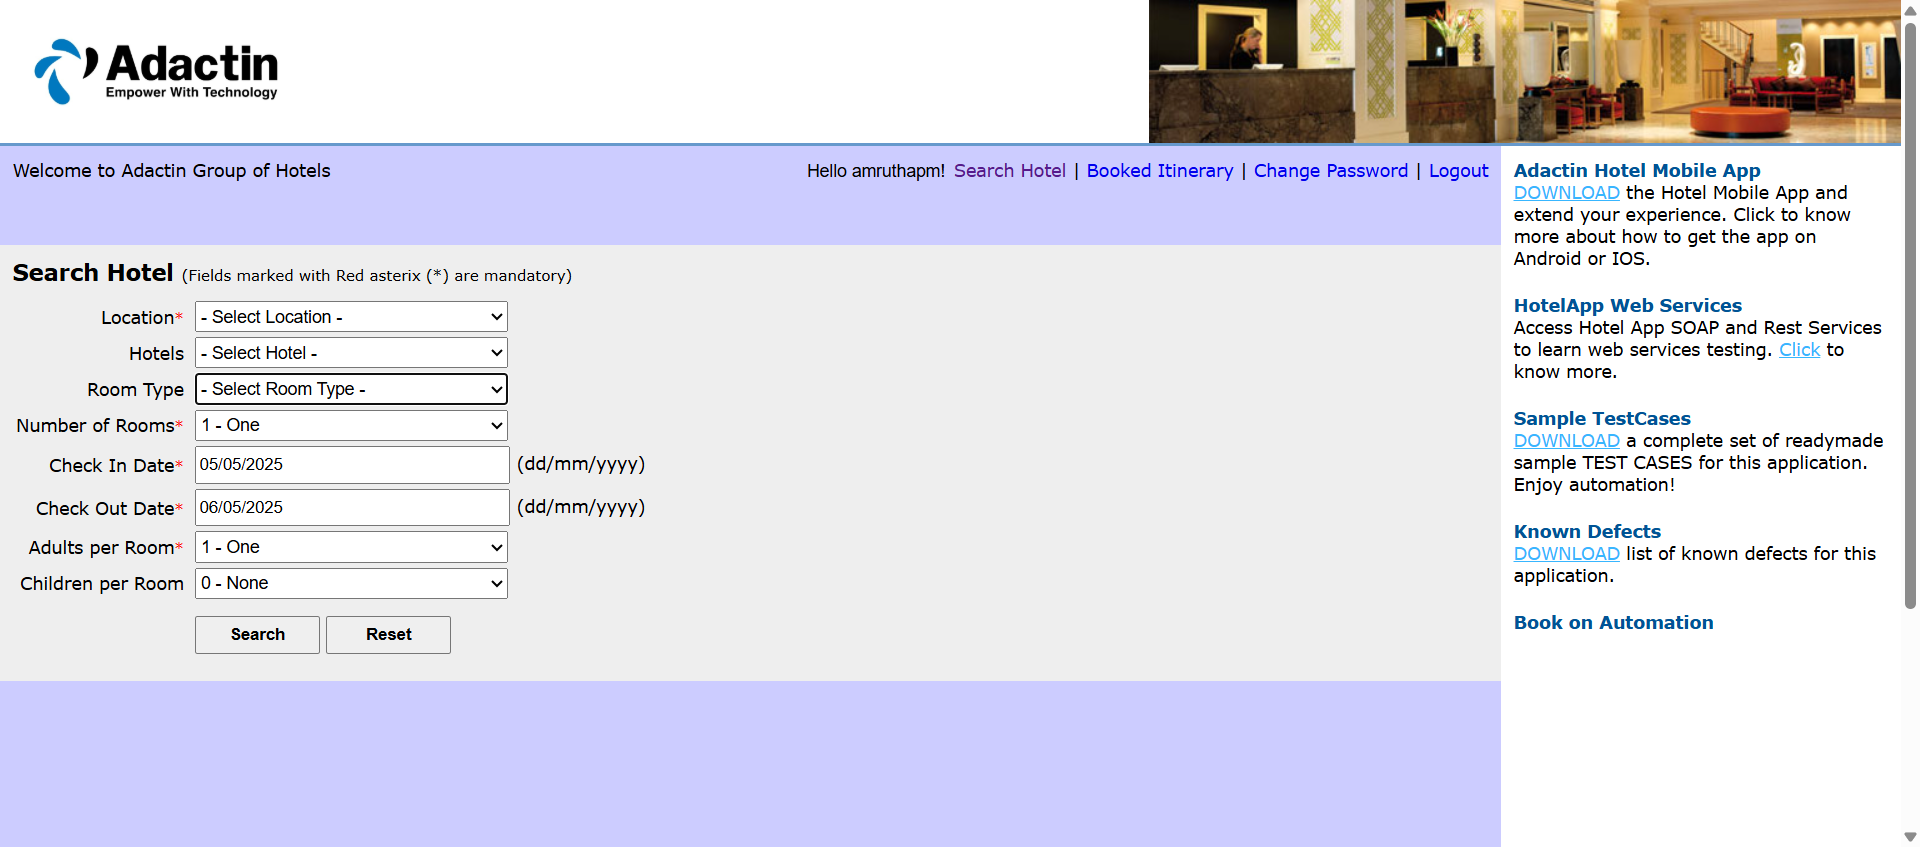 Adactin
Empower With Technology
Welcome to Adactin Group of Hotels
Hello amruthapm! Search Hotel | Booked Itinerary | Change Password | Logout
Search Hotel (Fields marked with Red asterix (*) are mandatory)
Location* - Select Location -
Hotels - Select Hotel -
Room Type - Select Room Type -
Number of Rooms* 1 - One
Check In Date* 05/05/2025 (dd/mm/yyyy)
Check Out Date* 06/05/2025 (dd/mm/yyyy)
Adults per Room* 1 - One
Children per Room 0 - None
Search Reset
Adactin Hotel Mobile App
DOWNLOAD the Hotel Mobile App and
extend your experience. Click to know
more about how to get the app on
Android or IOS.
HotelApp Web Services
Access Hotel App SOAP and Rest Services
to learn web services testing. Click to
know more.
Sample TestCases
DOWNLOAD a complete set of readymade
sample TEST CASES for this application.
Enjoy automation!
Known Defects
DOWNLOAD list of known defects for this
application.
Book on Automation